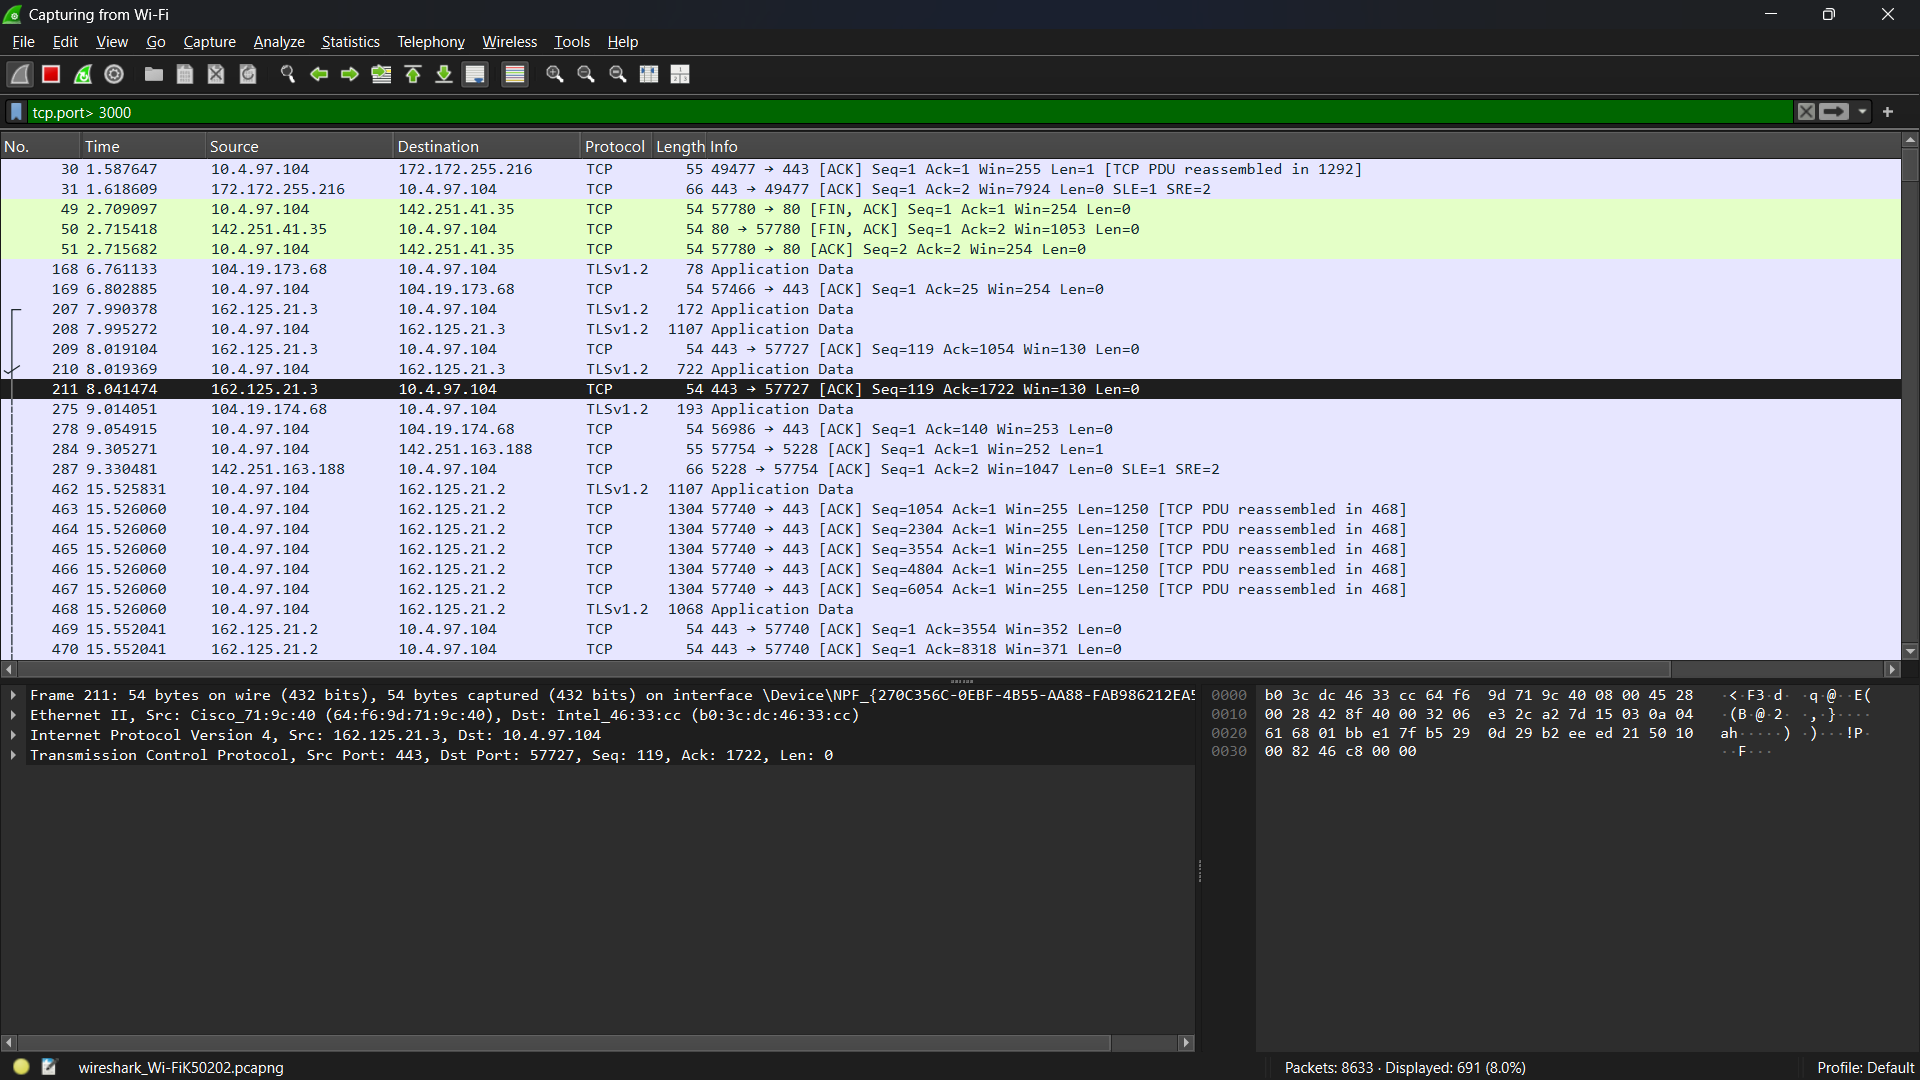 Capturing from Wi-Fi
File Edit View Go Capture Analyze Statistics Telephony Wireless Tools Help
tcp.port> 3000
No. Time Source Destination Protocol Length Info
30 1.587647 10.4.97.104 172.172.255.216 TCP 55 49477 → 443 [ACK] Seq=1 Ack=1 Win=255 Len=1 [TCP PDU reassembled in 1292]
31 1.618609 172.172.255.216 10.4.97.104 TCP 66 443 → 49477 [ACK] Seq=1 Ack=2 Win=7924 Len=0 SLE=1 SRE=2
49 2.709097 10.4.97.104 142.251.41.35 TCP 54 57780 → 80 [FIN, ACK] Seq=1 Ack=1 Win=254 Len=0
50 2.715418 142.251.41.35 10.4.97.104 TCP 54 80 → 57780 [FIN, ACK] Seq=1 Ack=2 Win=1053 Len=0
51 2.715682 10.4.97.104 142.251.41.35 TCP 54 57780 → 80 [ACK] Seq=2 Ack=2 Win=254 Len=0
168 6.761133 104.19.173.68 10.4.97.104 TLSv1.2 78 Application Data
169 6.802885 10.4.97.104 104.19.173.68 TCP 54 57466 → 443 [ACK] Seq=1 Ack=25 Win=254 Len=0
207 7.990378 162.125.21.3 10.4.97.104 TLSv1.2 172 Application Data
208 7.995272 10.4.97.104 162.125.21.3 TLSv1.2 1107 Application Data
209 8.019104 162.125.21.3 10.4.97.104 TCP 54 443 → 57727 [ACK] Seq=119 Ack=1054 Win=130 Len=0
210 8.019369 10.4.97.104 162.125.21.3 TLSv1.2 722 Application Data
211 8.041474 162.125.21.3 10.4.97.104 TCP 54 443 → 57727 [ACK] Seq=119 Ack=1722 Win=130 Len=0
275 9.014051 104.19.174.68 10.4.97.104 TLSv1.2 193 Application Data
278 9.054915 10.4.97.104 104.19.174.68 TCP 54 56986 → 443 [ACK] Seq=1 Ack=140 Win=253 Len=0
284 9.305271 10.4.97.104 142.251.163.188 TCP 55 57754 → 5228 [ACK] Seq=1 Ack=1 Win=252 Len=1
287 9.330481 142.251.163.188 10.4.97.104 TCP 66 5228 → 57754 [ACK] Seq=1 Ack=2 Win=1047 Len=0 SLE=1 SRE=2
462 15.525831 10.4.97.104 162.125.21.2 TLSv1.2 1107 Application Data
463 15.526060 10.4.97.104 162.125.21.2 TCP 1304 57740 → 443 [ACK] Seq=1054 Ack=1 Win=255 Len=1250 [TCP PDU reassembled in 468]
464 15.526060 10.4.97.104 162.125.21.2 TCP 1304 57740 → 443 [ACK] Seq=2304 Ack=1 Win=255 Len=1250 [TCP PDU reassembled in 468]
465 15.526060 10.4.97.104 162.125.21.2 TCP 1304 57740 → 443 [ACK] Seq=3554 Ack=1 Win=255 Len=1250 [TCP PDU reassembled in 468]
466 15.526060 10.4.97.104 162.125.21.2 TCP 1304 57740 → 443 [ACK] Seq=4804 Ack=1 Win=255 Len=1250 [TCP PDU reassembled in 468]
467 15.526060 10.4.97.104 162.125.21.2 TCP 1304 57740 → 443 [ACK] Seq=6054 Ack=1 Win=255 Len=1250 [TCP PDU reassembled in 468]
468 15.526060 10.4.97.104 162.125.21.2 TLSv1.2 1068 Application Data
469 15.552041 162.125.21.2 10.4.97.104 TCP 54 443 → 57740 [ACK] Seq=1 Ack=3554 Win=352 Len=0
470 15.552041 162.125.21.2 10.4.97.104 TCP 54 443 → 57740 [ACK] Seq=1 Ack=8318 Win=371 Len=0
Frame 211: 54 bytes on wire (432 bits), 54 bytes captured (432 bits) on interface \Device\NPF_{270C356C-0EBF-4B55-AA88-FAB986212EA5
Ethernet II, Src: Cisco_71:9c:40 (64:f6:9d:71:9c:40), Dst: Intel_46:33:cc (b0:3c:dc:46:33:cc)
Internet Protocol Version 4, Src: 162.125.21.3, Dst: 10.4.97.104
Transmission Control Protocol, Src Port: 443, Dst Port: 57727, Seq: 119, Ack: 1722, Len: 0
0000 b0 3c dc 46 33 cc 64 f6 9d 71 9c 40 08 00 45 28 ·<·F3·d· ·q·@··E(
0010 00 28 42 8f 40 00 32 06 e3 2c a2 7d 15 03 0a 04 ·(B·@·2· ·,·}····
0020 61 68 01 bb e1 7f b5 29 0d 29 b2 ee ed 21 50 10 ah·····) ·)···!P·
0030 00 82 46 c8 00 00 ··F···
wireshark_Wi-FiK50202.pcapng
Packets: 8633 · Displayed: 691 (8.0%)
Profile: Default